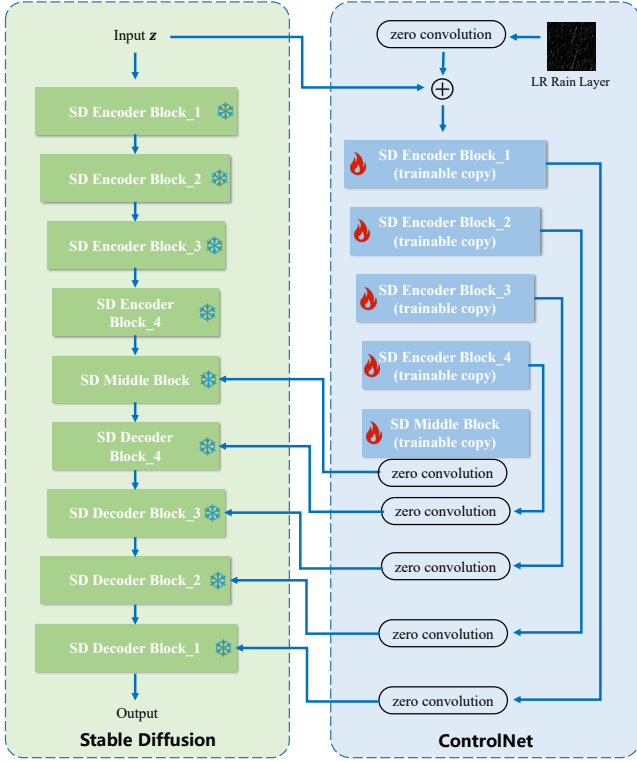 Input z
SD Encoder Block_1
SD Encoder Block_2
SD Encoder Block_3
SD Encoder
Block_4
SD Middle Block
SD Decoder
Block_4
SD Decoder Block_3
SD Decoder Block_2
SD Decoder Block_1
Output
Stable Diffusion
zero convolution
LR Rain Layer
SD Encoder Block_1
(trainable copy)
SD Encoder Block_2
(trainable copy)
SD Encoder Block_3
(trainable copy)
SD Encoder Block_4
(trainable copy)
SD Middle Block
(trainable copy)
zero convolution
zero convolution
zero convolution
zero convolution
zero convolution
ControlNet